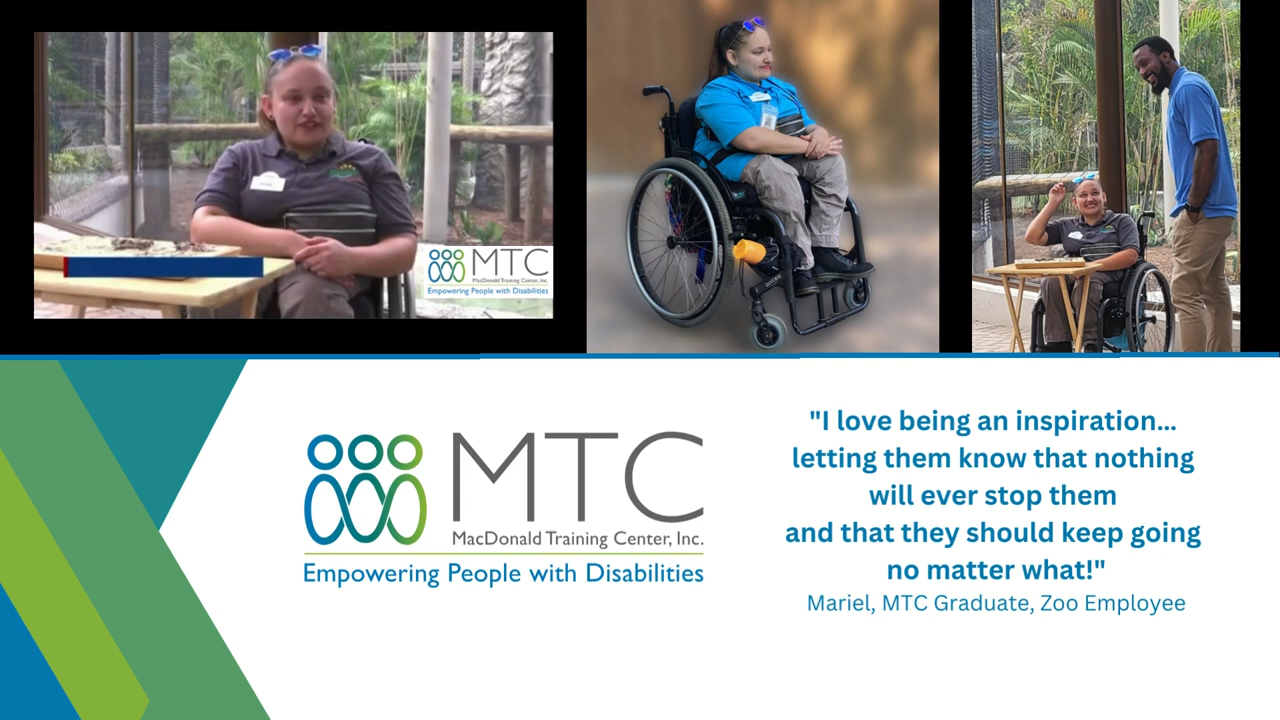 MTC
MacDonald Training Center, Inc.
Empowering People with Disabilities
MTC
MacDonald Training Center, Inc.
Empowering People with Disabilities
"I love being an inspiration...
letting them know that nothing
will ever stop them
and that they should keep going
no matter what!"
Mariel, MTC Graduate, Zoo Employee